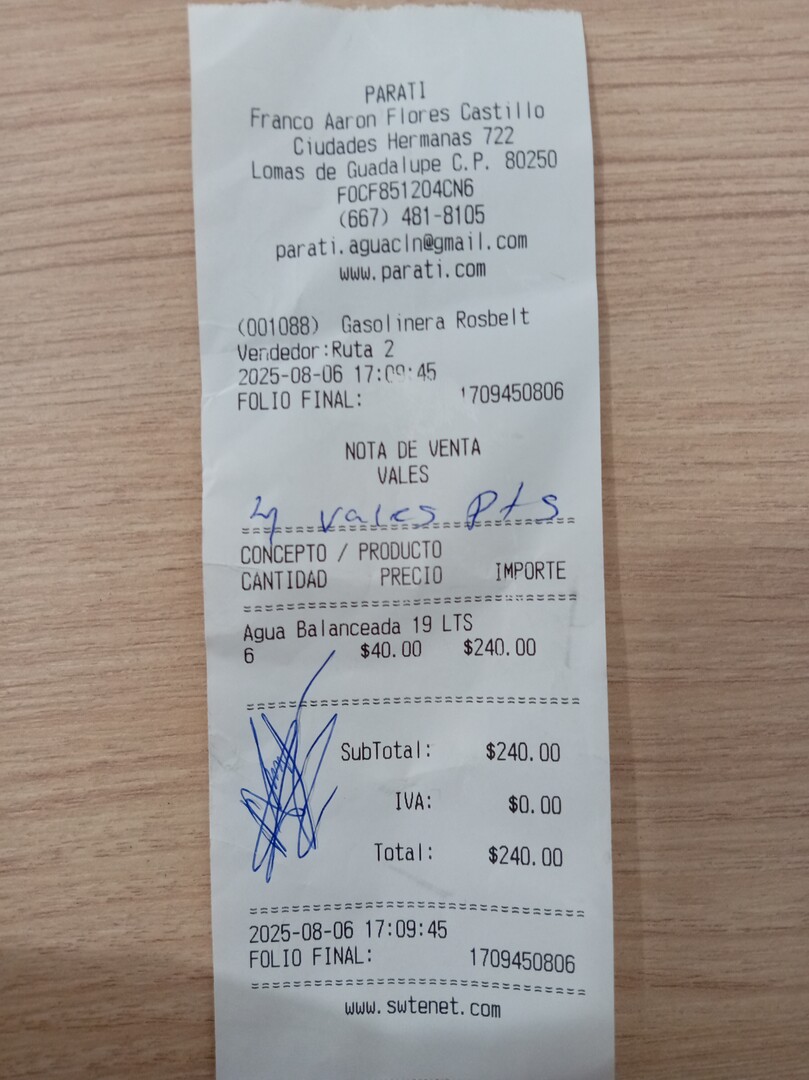 PARATI
Franco Aaron Flores Castillo
Ciudades Hermanas 722
Lomas de Guadalupe C.P. 80250
FOCF851204CN6
(667) 481-8105
parati.aguacln@gmail.com
www.parati.com
(001088) Gasolinera Rosbelt
Vendedor:Ruta 2
2025-08-06 17:09:45
FOLIO FINAL: 1709450806
NOTA DE VENTA
VALES
vales Pts
CONCEPTO / PRODUCTO
CANTIDAD PRECIO IMPORTE
Agua Balanceada 19 LTS
6 $40.00 $240.00
SubTotal: $240.00
IVA: $0.00
Total: $240.00
2025-08-06 17:09:45
FOLIO FINAL: 1709450806
www.swtenet.com